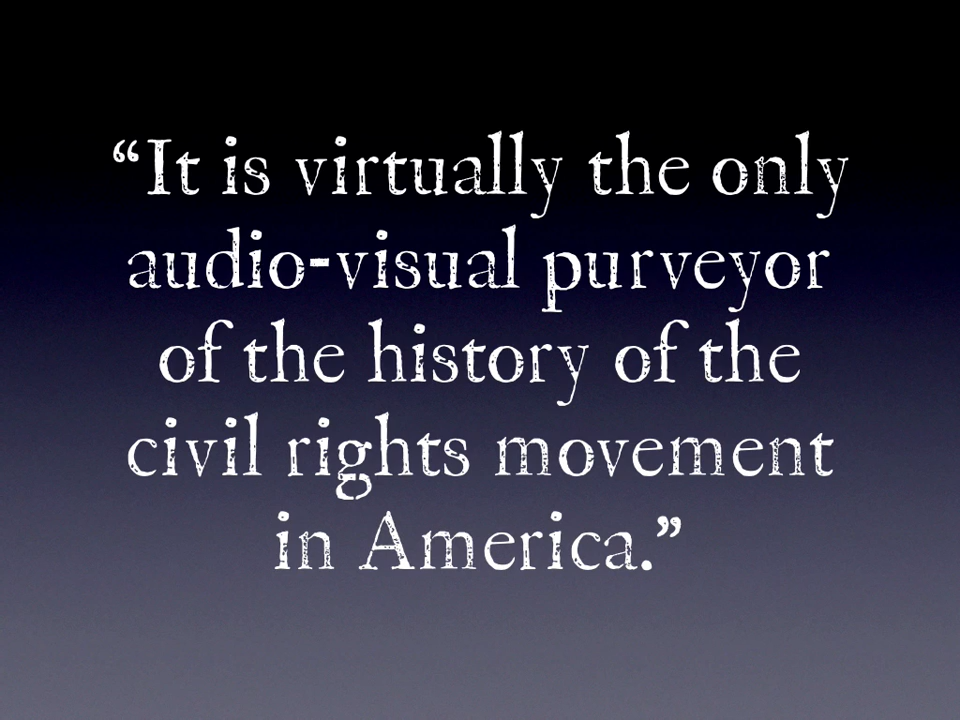 “It is virtually the only
audio-visual purveyor
of the history of the
civil rights movement
in America.”